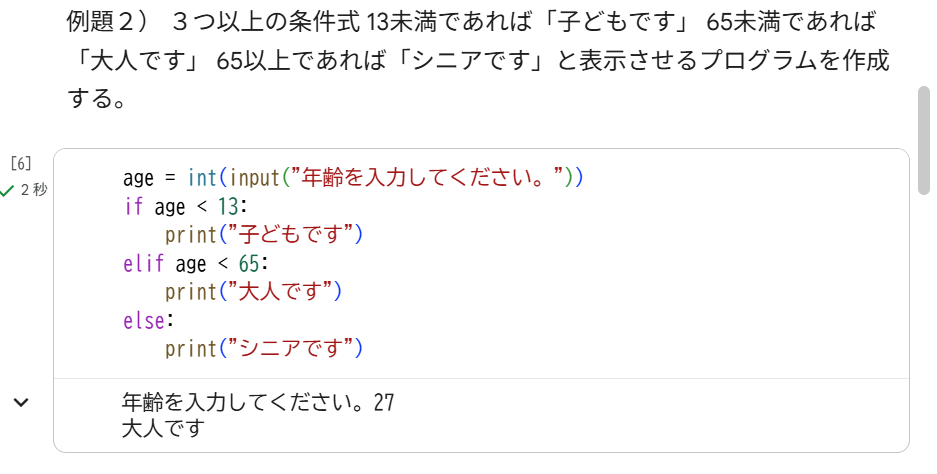 例題２） ３つ以上の条件式 13未満であれば「子どもです」 65未満であれば
「大人です」 65以上であれば「シニアです」と表示させるプログラムを作成
する。
[6]
2 秒
age = int(input("年齢を入力してください。"))
if age < 13:
    print("子どもです")
elif age < 65:
    print("大人です")
else:
    print("シニアです")
年齢を入力してください。27
大人です